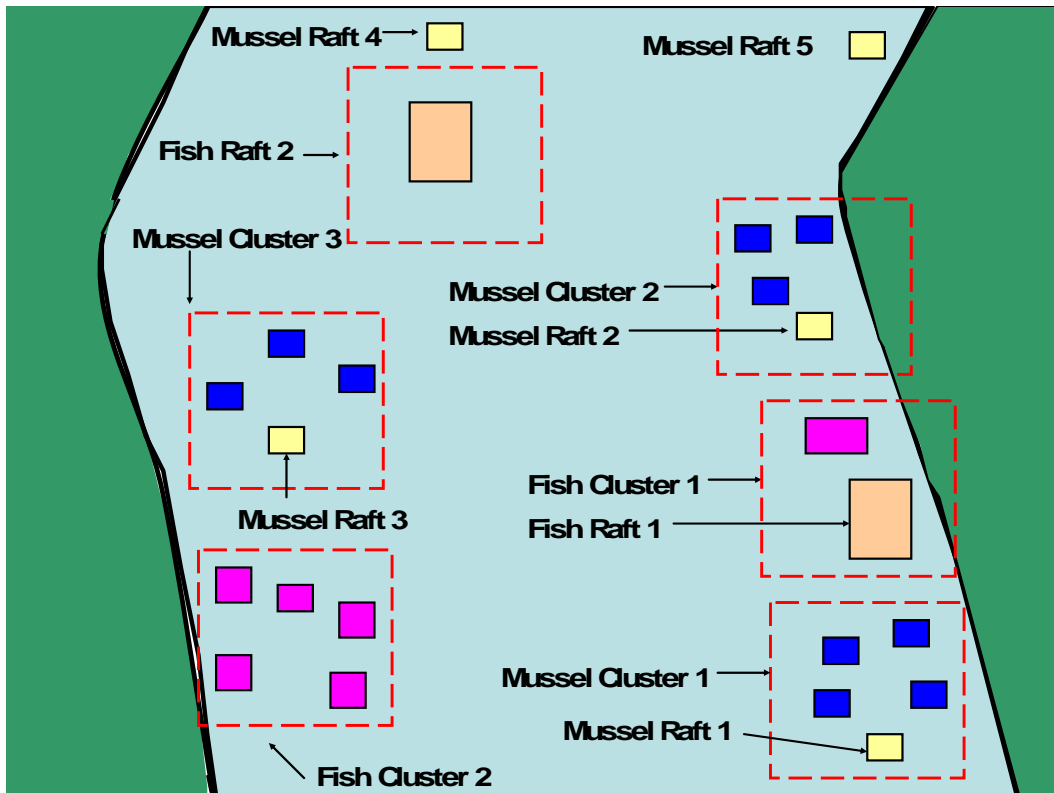 Mussel Raft 4
Mussel Raft 5
Fish Raft 2
Mussel Cluster 3
Mussel Cluster 2
Mussel Raft 2
Fish Cluster 1
Mussel Raft 3
Fish Raft 1
Mussel Cluster 1
Mussel Raft 1
Fish Cluster 2